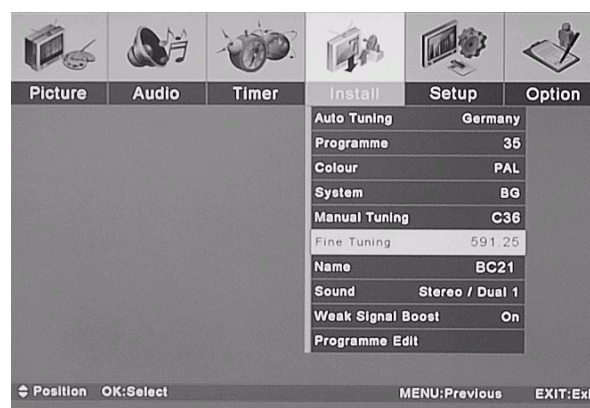 Picture Audio Timer Install Setup Option
Auto Tuning Germany
Programme 35
Colour PAL
System BG
Manual Tuning C36
Fine Tuning 591.25
Name BC21
Sound Stereo / Dual 1
Weak Signal Boost On
Programme Edit
Position OK:Select MENU:Previous EXIT:Exi